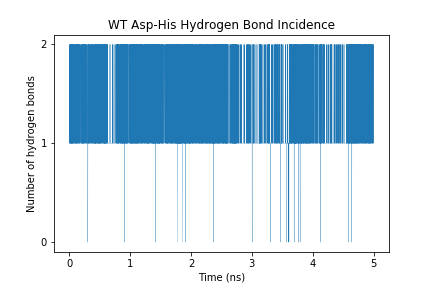 WT Asp-His Hydrogen Bond Incidence
Number of hydrogen bonds
2
1
0
0 1 2 3 4 5
Time (ns)